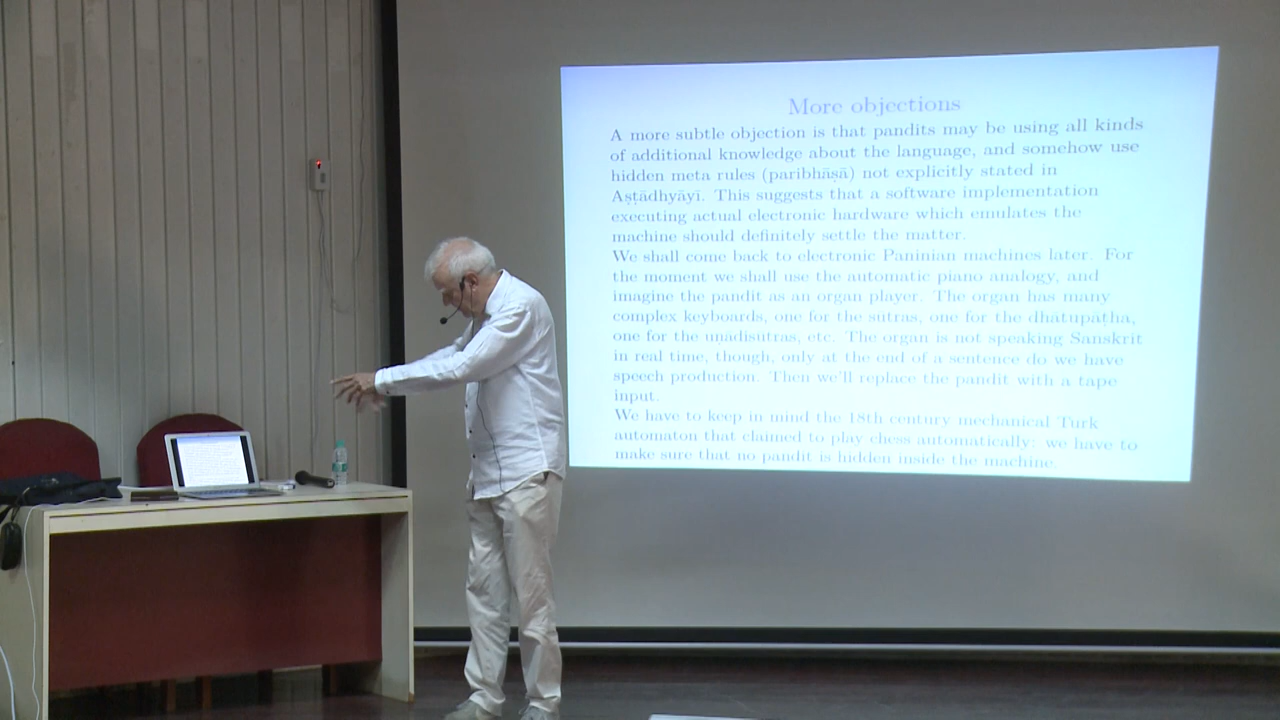 More objections
A more subtle objection is that pandits may be using all kinds
of additional knowledge about the language, and somehow use
hidden meta rules (paribhāṣā) not explicitly stated in
Aṣṭādhyāyī. This suggests that a software implementation
executing actual electronic hardware which emulates the
machine should definitely settle the matter.
We shall come back to electronic Paninian machines later. For
the moment we shall use the automatic piano analogy, and
imagine the pandit as an organ player. The organ has many
complex keyboards, one for the sūtras, one for the dhātupāṭha,
one for the uṇādisūtras, etc. The organ is not speaking Sanskrit
in real time, though, only at the end of a sentence do we have
speech production. Then we'll replace the pandit with a tape
input.
We have to keep in mind the 18th century mechanical Turk
automaton that claimed to play chess automatically: we have to
make sure that no pandit is hidden inside the machine.